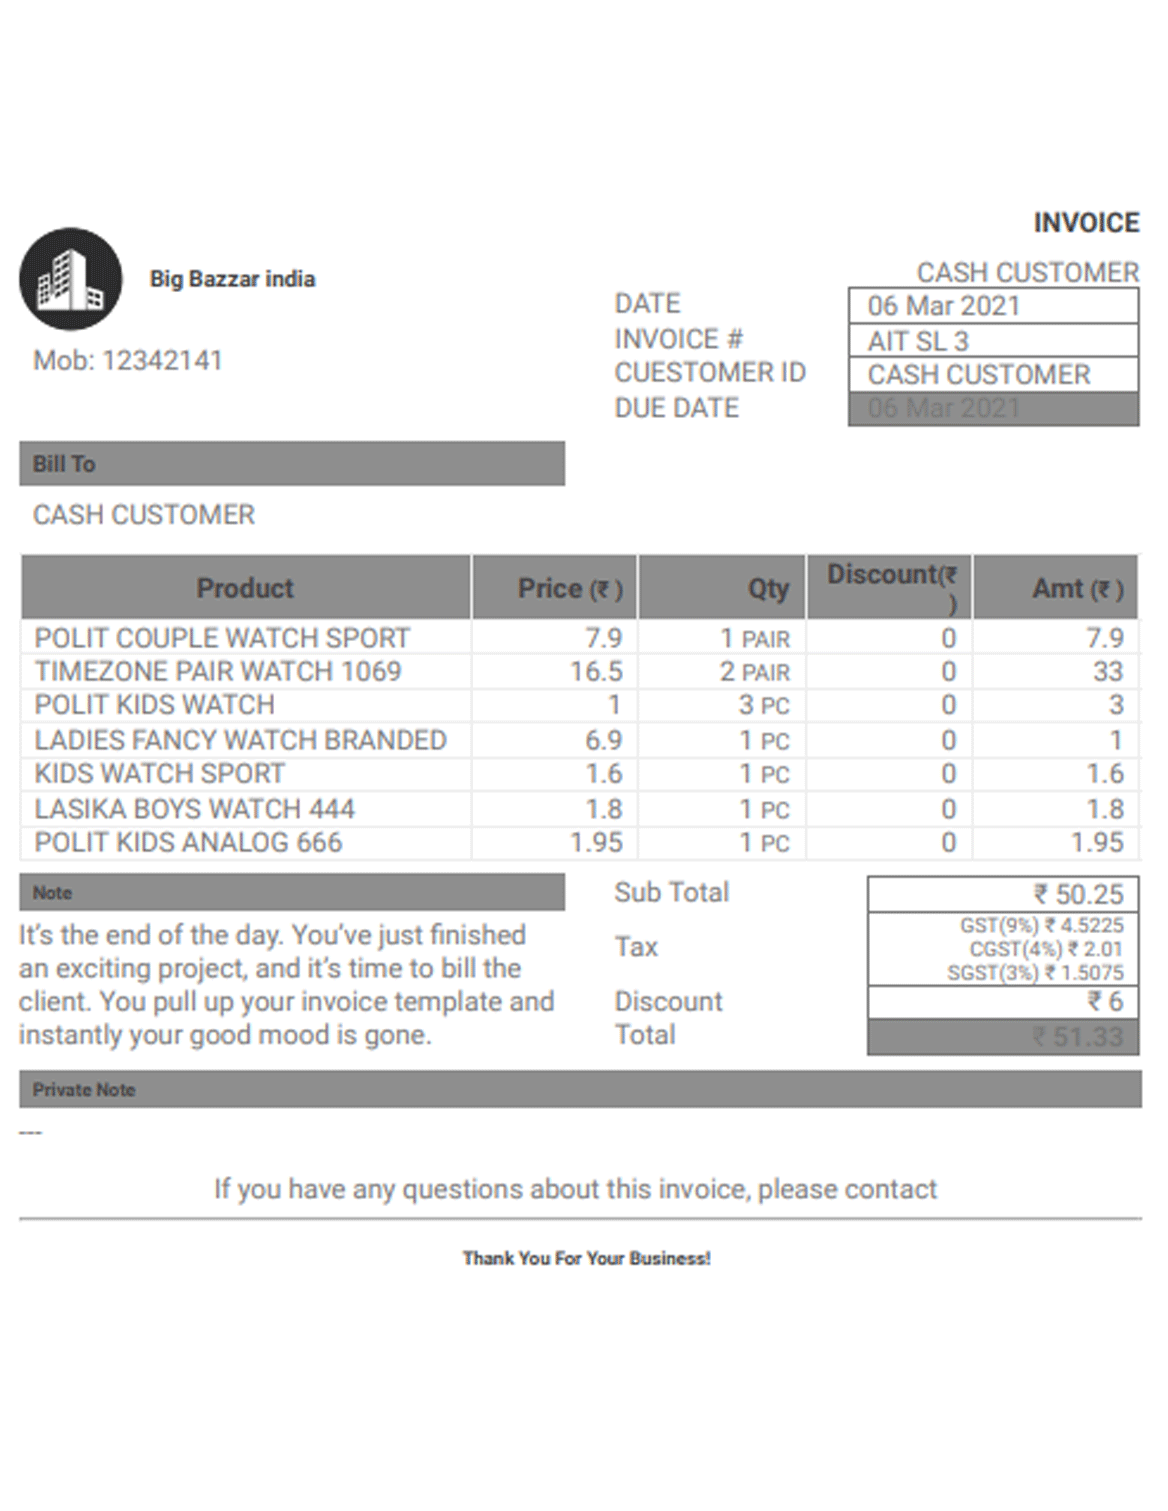 INVOICE
Big Bazzar india
CASH CUSTOMER
Mob: 12342141
DATE 06 Mar 2021
INVOICE # AIT SL 3
CUESTOMER ID CASH CUSTOMER
DUE DATE 06 Mar 2021
Bill To
CASH CUSTOMER
Product Price (₹ ) Qty Discount(₹ ) Amt (₹ )
POLIT COUPLE WATCH SPORT 7.9 1 PAIR 0 7.9
TIMEZONE PAIR WATCH 1069 16.5 2 PAIR 0 33
POLIT KIDS WATCH 1 3 PC 0 3
LADIES FANCY WATCH BRANDED 6.9 1 PC 0 1
KIDS WATCH SPORT 1.6 1 PC 0 1.6
LASIKA BOYS WATCH 444 1.8 1 PC 0 1.8
POLIT KIDS ANALOG 666 1.95 1 PC 0 1.95
Note
It’s the end of the day. You’ve just finished
an exciting project, and it’s time to bill the
client. You pull up your invoice template and
instantly your good mood is gone.
Sub Total ₹ 50.25
Tax GST(9%) ₹ 4.5225
CGST(4%) ₹ 2.01
SGST(3%) ₹ 1.5075
Discount ₹ 6
Total ₹ 51.33
Private Note
---
If you have any questions about this invoice, please contact
Thank You For Your Business!